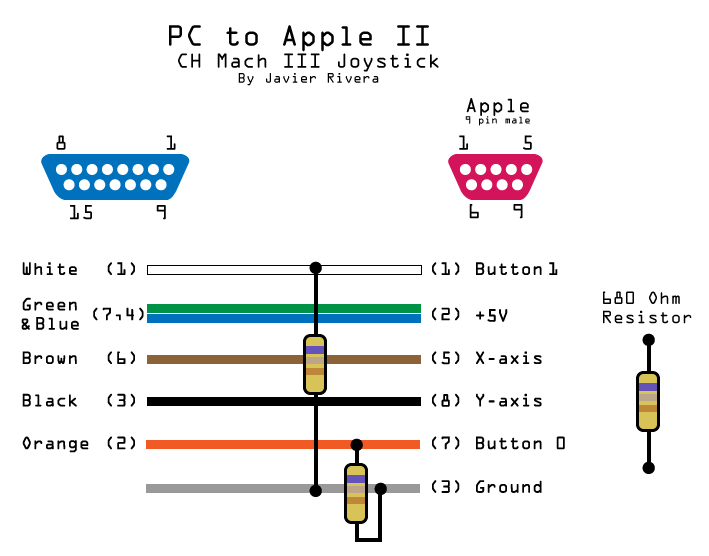 PC to Apple II
CH Mach III Joystick
By Javier Rivera
Apple
9 pin male
8 1
1 5
15 9
6 9
White (1) (1) Button 1
Green
&Blue (7,4) (2) +5V
680 Ohm
Resistor
Brown (6) (5) X-axis
Black (3) (8) Y-axis
Orange (2) (7) Button 0
(3) Ground